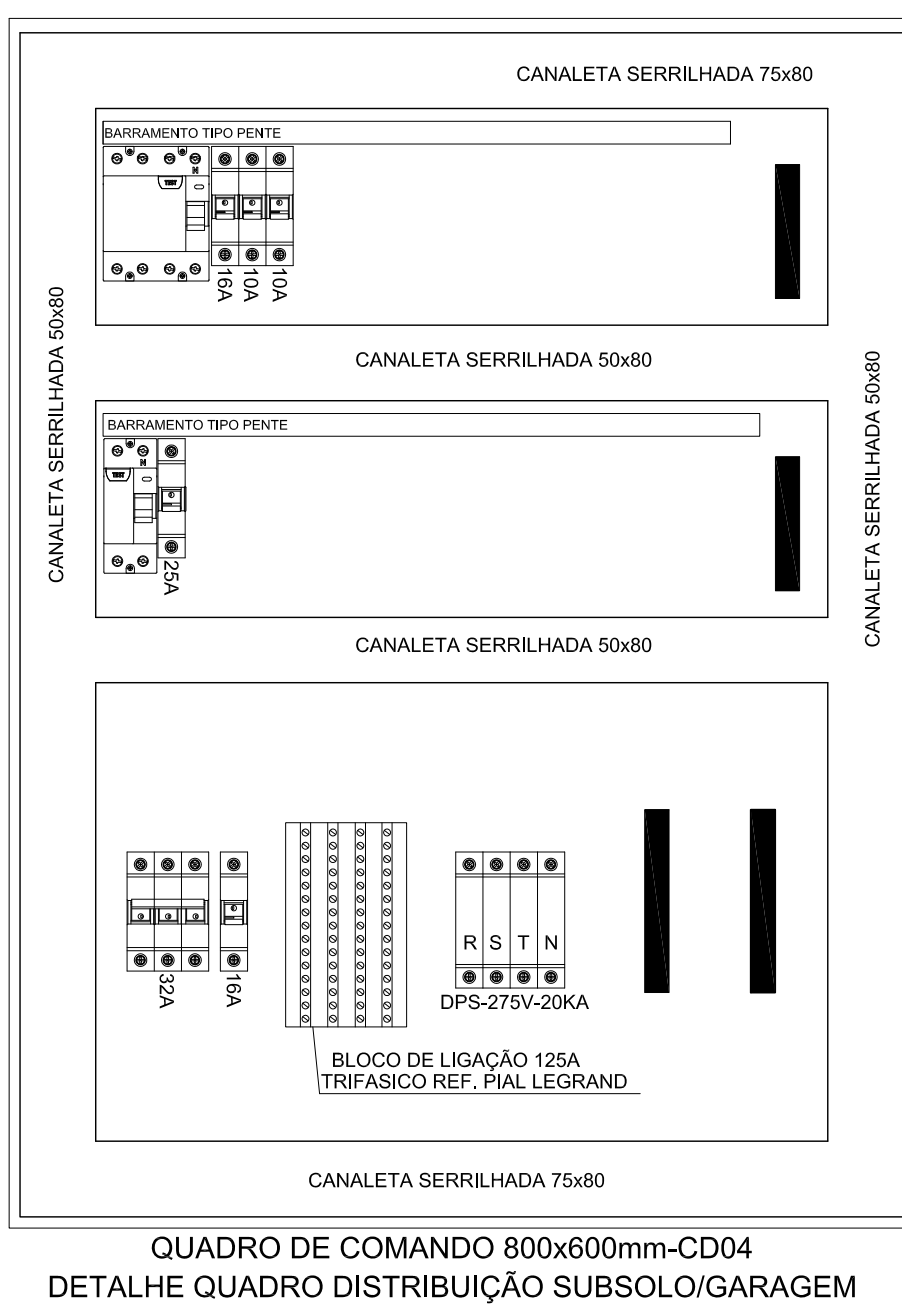 CANALETA SERRILHADA 75x80
BARRAMENTO TIPO PENTE
N
TEST
16A
10A
10A
CANALETA SERRILHADA 50x80
CANALETA SERRILHADA 50x80
CANALETA SERRILHADA 50x80
BARRAMENTO TIPO PENTE
N
TEST
25A
CANALETA SERRILHADA 50x80
32A
16A
R S T N
DPS-275V-20KA
BLOCO DE LIGAÇÃO 125A
TRIFASICO REF. PIAL LEGRAND
CANALETA SERRILHADA 75x80
QUADRO DE COMANDO 800x600mm-CD04
DETALHE QUADRO DISTRIBUIÇÃO SUBSOLO/GARAGEM